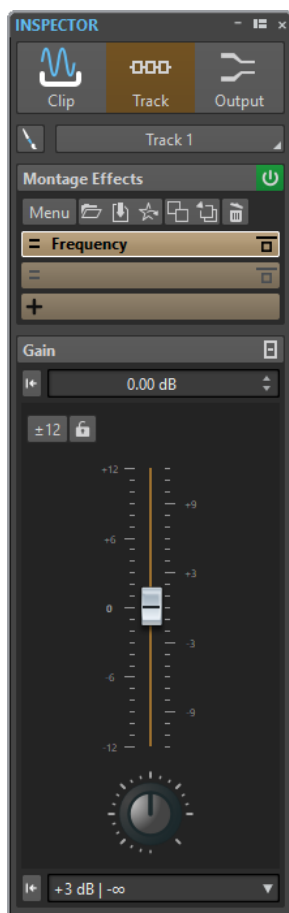 INSPECTOR
Clip Track Output
Track 1
Montage Effects
Menu
Frequency
Gain
0.00 dB
±12
+12
+9
+6
+3
0
-3
-6
-9
-12
+3 dB | -∞